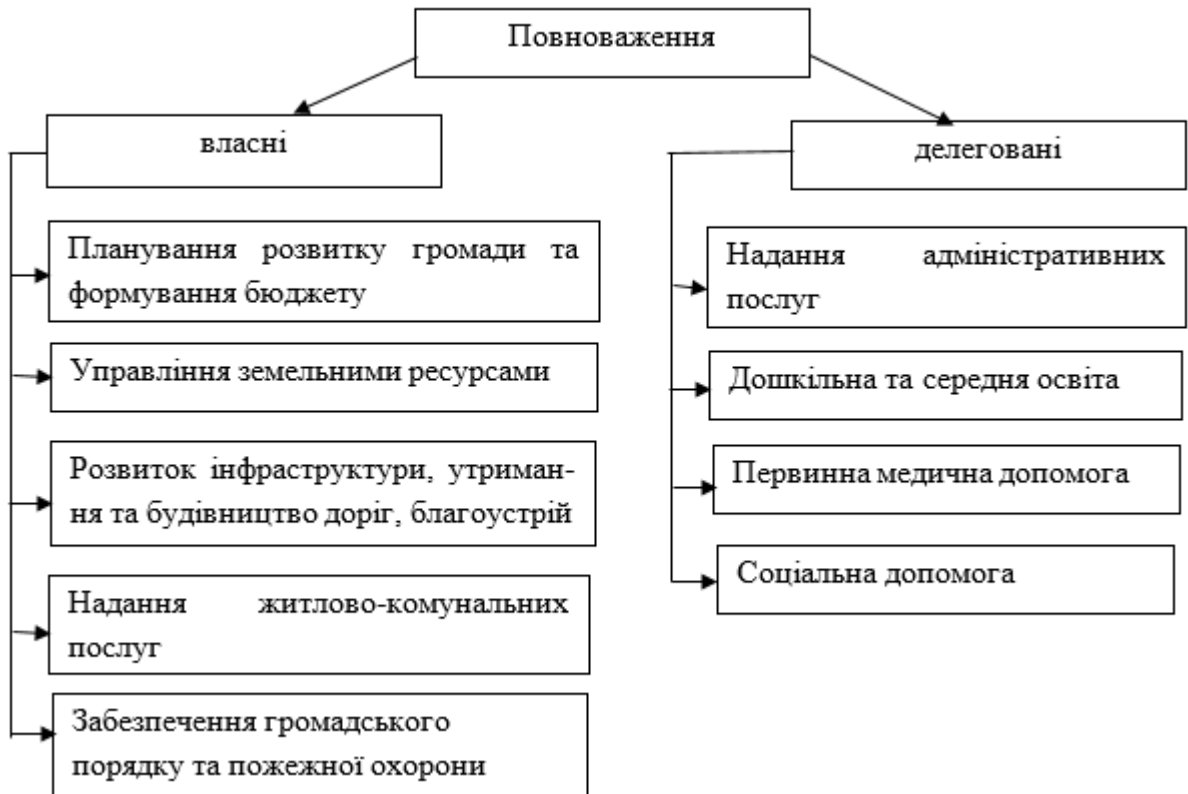 Повноваження
власні
Планування розвитку громади та
формування бюджету
Управління земельними ресурсами
Розвиток інфраструктури, утриман-
ня та будівництво доріг, благоустрій
Надання житлово-комунальних
послуг
Забезпечення громадського
порядку та пожежної охорони
делеговані
Надання адміністративних
послуг
Дошкільна та середня освіта
Первинна медична допомога
Соціальна допомога